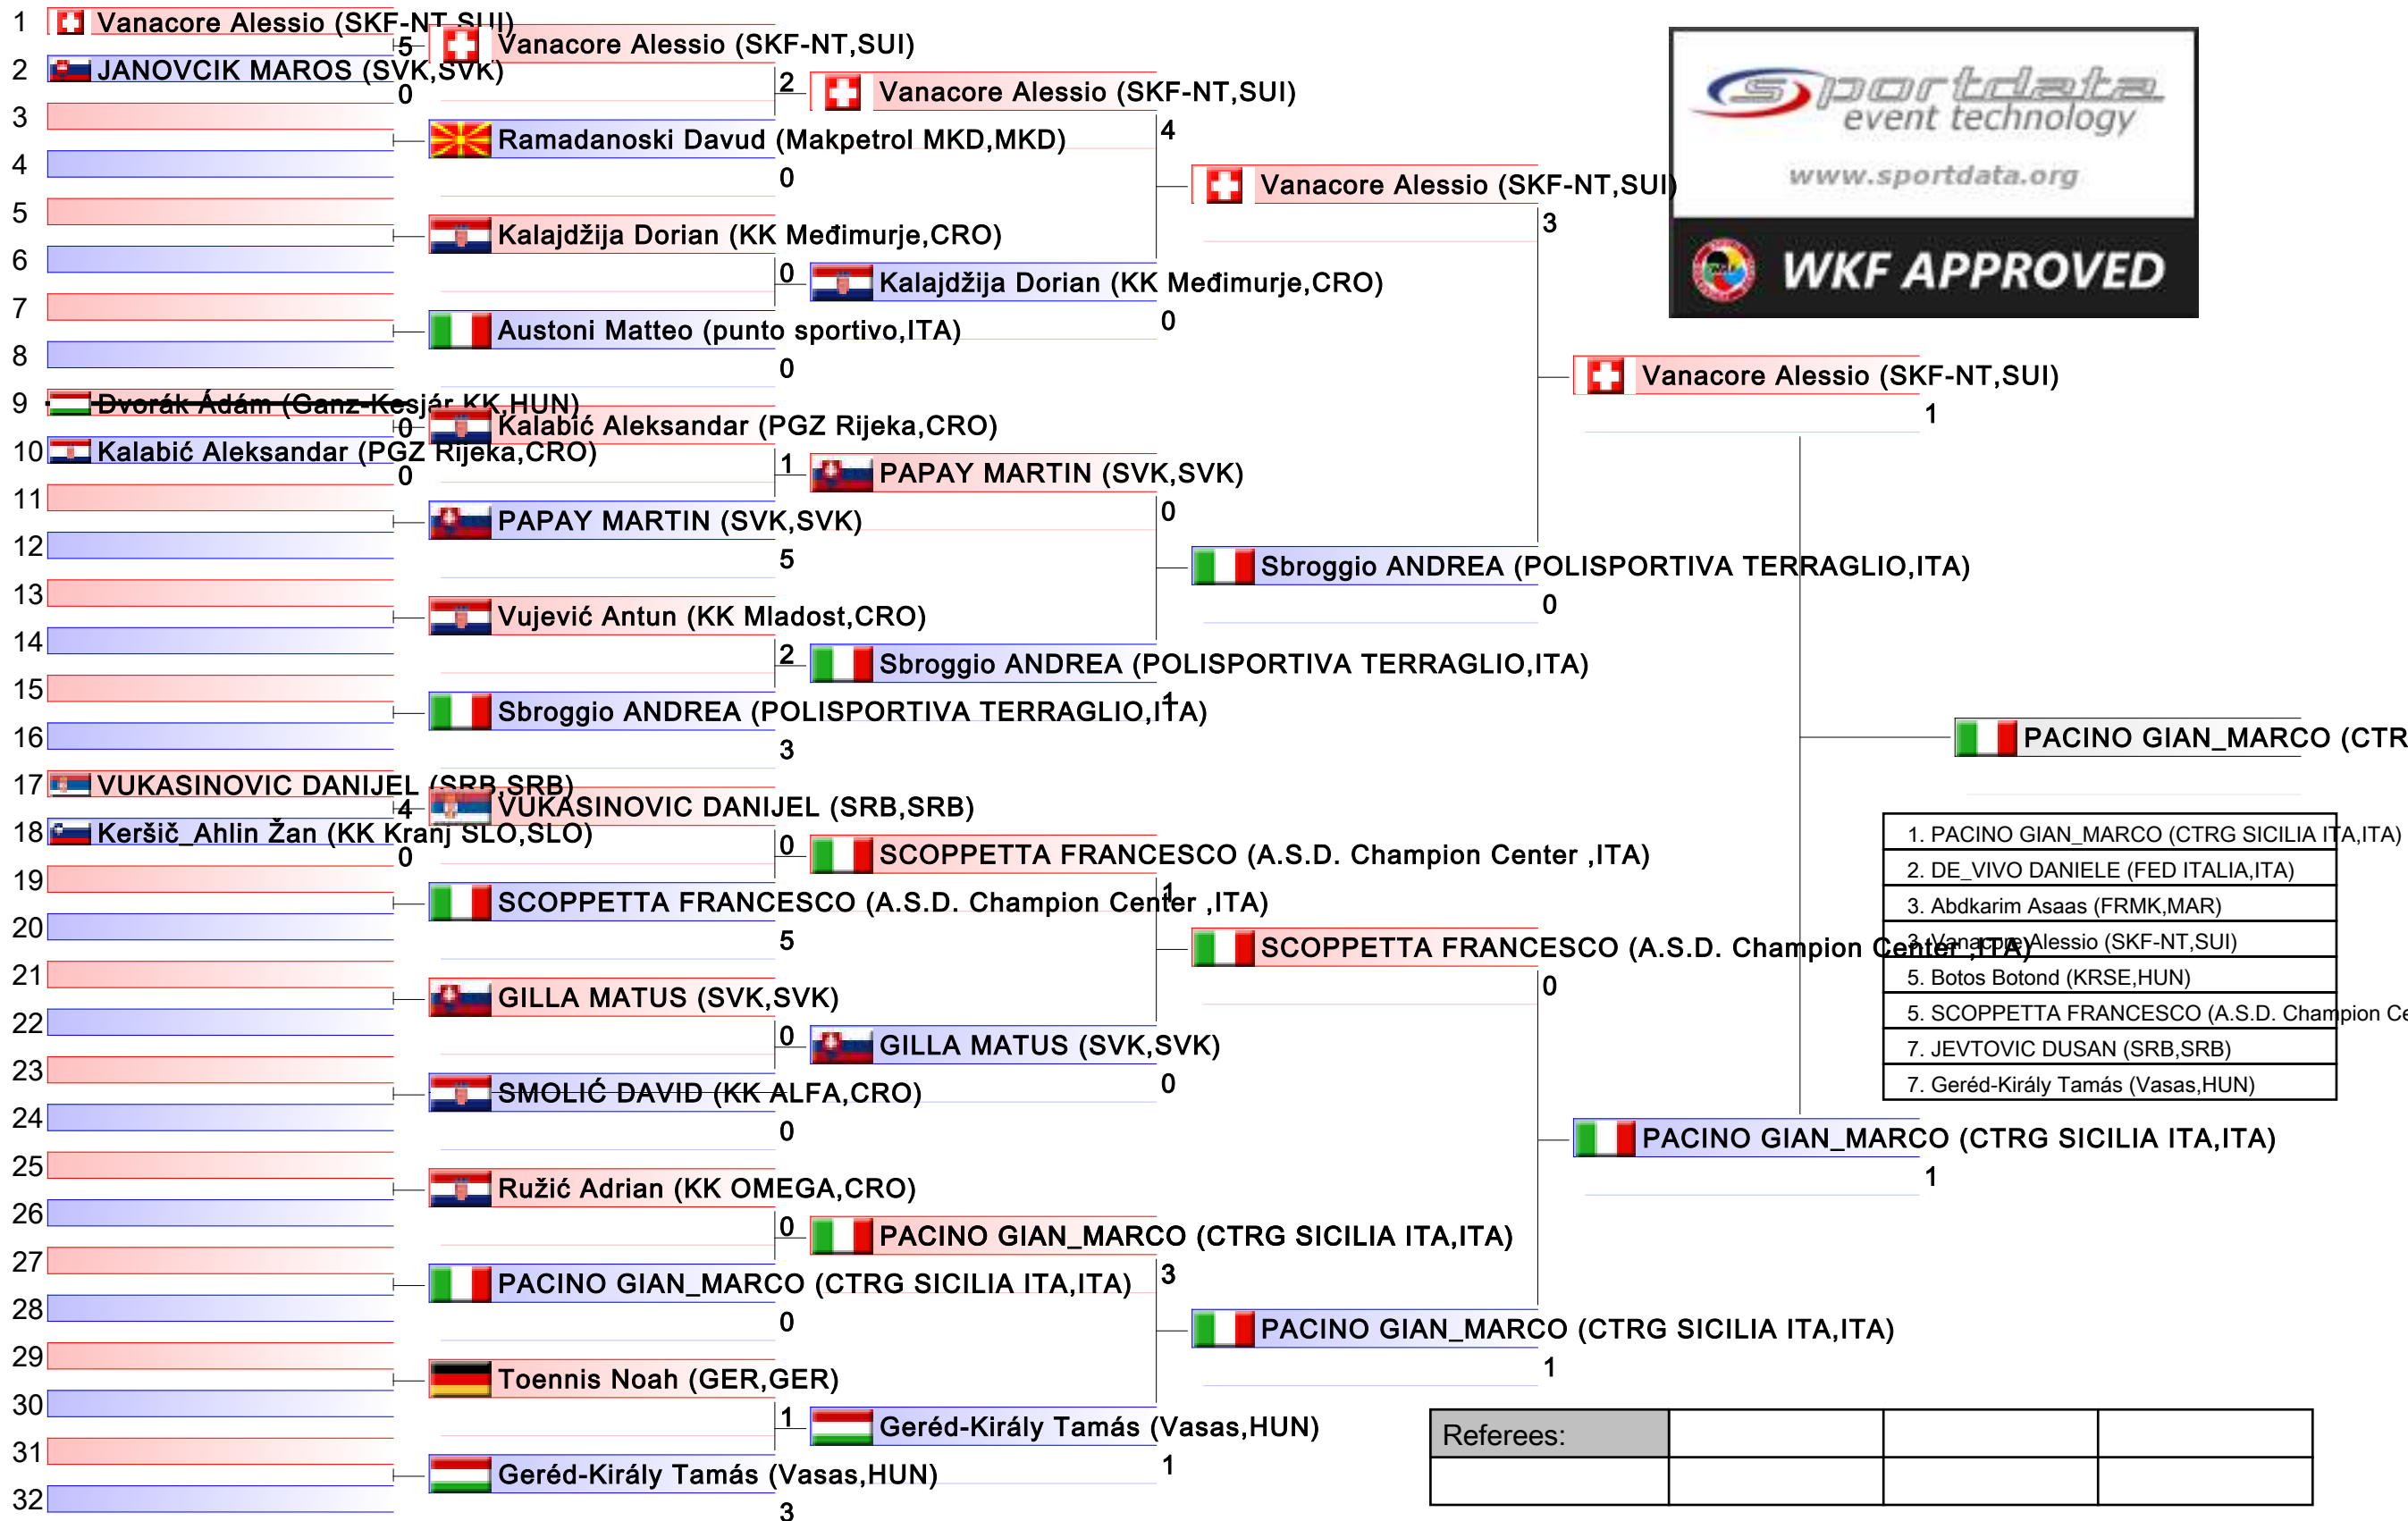 1 Vanacore Alessio (SKF-NT,SUI)
5
2 JANOVCIK MAROS (SVK,SVK)
0
3
4
5
6
7
8
9 Dvorák Ádám (Ganz-Kesjár KK,HUN)
0
10 Kalabić Aleksandar (PGZ Rijeka,CRO)
0
11
12
13
14
15
16
17 VUKASINOVIC DANIJEL (SRB,SRB)
4
18 Keršič_Ahlin Žan (KK Kranj SLO,SLO)
0
19
20
21
22
23
24
25
26
27
28
29
30
31
32
Vanacore Alessio (SKF-NT,SUI)
2
Ramadanoski Davud (Makpetrol MKD,MKD)
0
Kalajdžija Dorian (KK Međimurje,CRO)
0
Austoni Matteo (punto sportivo,ITA)
0
Kalabić Aleksandar (PGZ Rijeka,CRO)
1
PAPAY MARTIN (SVK,SVK)
5
Vujević Antun (KK Mladost,CRO)
2
Sbroggio ANDREA (POLISPORTIVA TERRAGLIO,ITA)
3
VUKASINOVIC DANIJEL (SRB,SRB)
0
SCOPPETTA FRANCESCO (A.S.D. Champion Center ,ITA)
5
GILLA MATUS (SVK,SVK)
0
SMOLIĆ DAVID (KK ALFA,CRO)
0
Ružić Adrian (KK OMEGA,CRO)
0
PACINO GIAN_MARCO (CTRG SICILIA ITA,ITA)
0
Toennis Noah (GER,GER)
1
Geréd-Király Tamás (Vasas,HUN)
3
Vanacore Alessio (SKF-NT,SUI)
4
Kalajdžija Dorian (KK Međimurje,CRO)
0
PAPAY MARTIN (SVK,SVK)
0
Sbroggio ANDREA (POLISPORTIVA TERRAGLIO,ITA)
1
SCOPPETTA FRANCESCO (A.S.D. Champion Center ,ITA)
1
GILLA MATUS (SVK,SVK)
0
PACINO GIAN_MARCO (CTRG SICILIA ITA,ITA)
3
Geréd-Király Tamás (Vasas,HUN)
1
Vanacore Alessio (SKF-NT,SUI)
3
Sbroggio ANDREA (POLISPORTIVA TERRAGLIO,ITA)
0
SCOPPETTA FRANCESCO (A.S.D. Champion Center ,ITA)
0
PACINO GIAN_MARCO (CTRG SICILIA ITA,ITA)
1
Vanacore Alessio (SKF-NT,SUI)
1
PACINO GIAN_MARCO (CTRG SICILIA ITA,ITA)
1
PACINO GIAN_MARCO (CTR
sportdata
event technology
www.sportdata.org
WKF APPROVED
1. PACINO GIAN_MARCO (CTRG SICILIA ITA,ITA)
2. DE_VIVO DANIELE (FED ITALIA,ITA)
3. Abdkarim Asaas (FRMK,MAR)
3. Vanacore Alessio (SKF-NT,SUI)
5. Botos Botond (KRSE,HUN)
5. SCOPPETTA FRANCESCO (A.S.D. Champion Ce
7. JEVTOVIC DUSAN (SRB,SRB)
7. Geréd-Király Tamás (Vasas,HUN)
Referees: